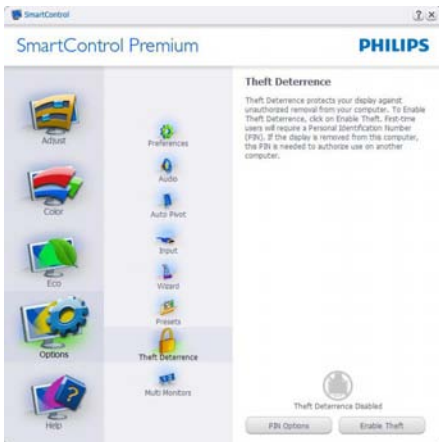 SmartControl
SmartControl Premium
PHILIPS
Adjust
Color
Eco
Options
Help
Preferences
Audio
Auto Pivot
Input
Wizard
Presets
Theft Deterrence
Multi Monitors
Theft Deterrence
Theft Deterrence protects your display against
unauthorized removal from your computer. To Enable
Theft Deterrence, click on Enable Theft. First-time
users will require a Personal Identification Number
(PIN). If the display is removed from this computer,
this PIN is needed to authorize use on another
computer.
Theft Deterrence Disabled
PIN Options
Enable Theft